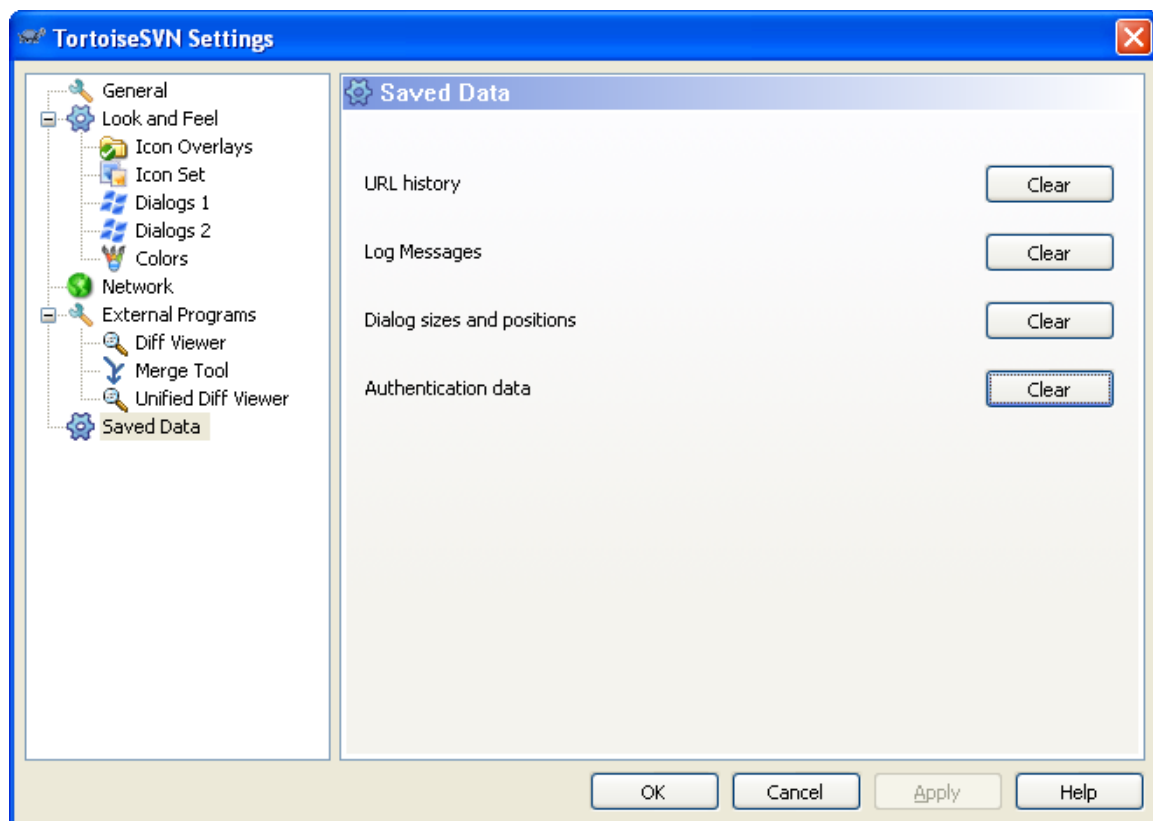 TortoiseSVN Settings
General
Look and Feel
Icon Overlays
Icon Set
Dialogs 1
Dialogs 2
Colors
Network
External Programs
Diff Viewer
Merge Tool
Unified Diff Viewer
Saved Data
Saved Data
URL history
Clear
Log Messages
Clear
Dialog sizes and positions
Clear
Authentication data
Clear
OK
Cancel
Apply
Help